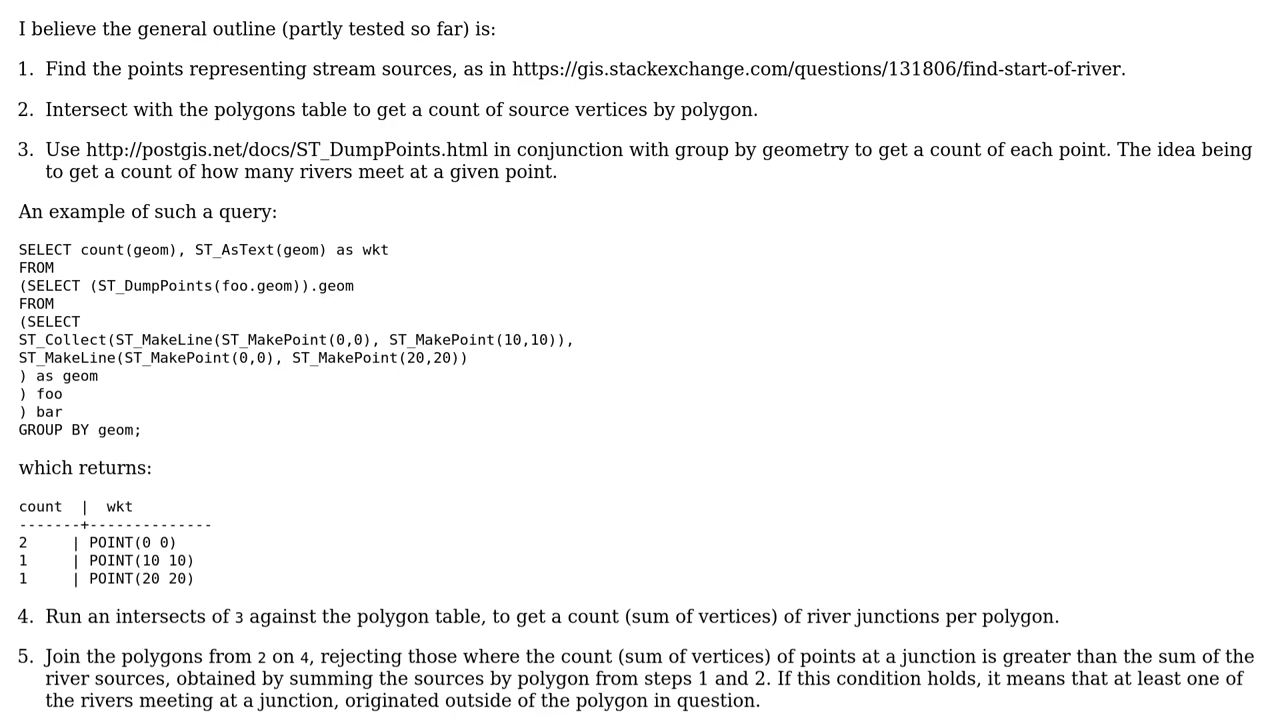 I believe the general outline (partly tested so far) is:
1. Find the points representing stream sources, as in https://gis.stackexchange.com/questions/131806/find-start-of-river.
2. Intersect with the polygons table to get a count of source vertices by polygon.
3. Use http://postgis.net/docs/ST_DumpPoints.html in conjunction with group by geometry to get a count of each point. The idea being
to get a count of how many rivers meet at a given point.
An example of such a query:
SELECT count(geom), ST_AsText(geom) as wkt
FROM
(SELECT (ST_DumpPoints(foo.geom)).geom
FROM
(SELECT
ST_Collect(ST_MakeLine(ST_MakePoint(0,0), ST_MakePoint(10,10)),
ST_MakeLine(ST_MakePoint(0,0), ST_MakePoint(20,20))
) as geom
) foo
) bar
GROUP BY geom;
which returns:
count  |  wkt
-------+--------------
2     | POINT(0 0)
1     | POINT(10 10)
1     | POINT(20 20)
4. Run an intersects of 3 against the polygon table, to get a count (sum of vertices) of river junctions per polygon.
5. Join the polygons from 2 on 4, rejecting those where the count (sum of vertices) of points at a junction is greater than the sum of the
river sources, obtained by summing the sources by polygon from steps 1 and 2. If this condition holds, it means that at least one of
the rivers meeting at a junction, originated outside of the polygon in question.